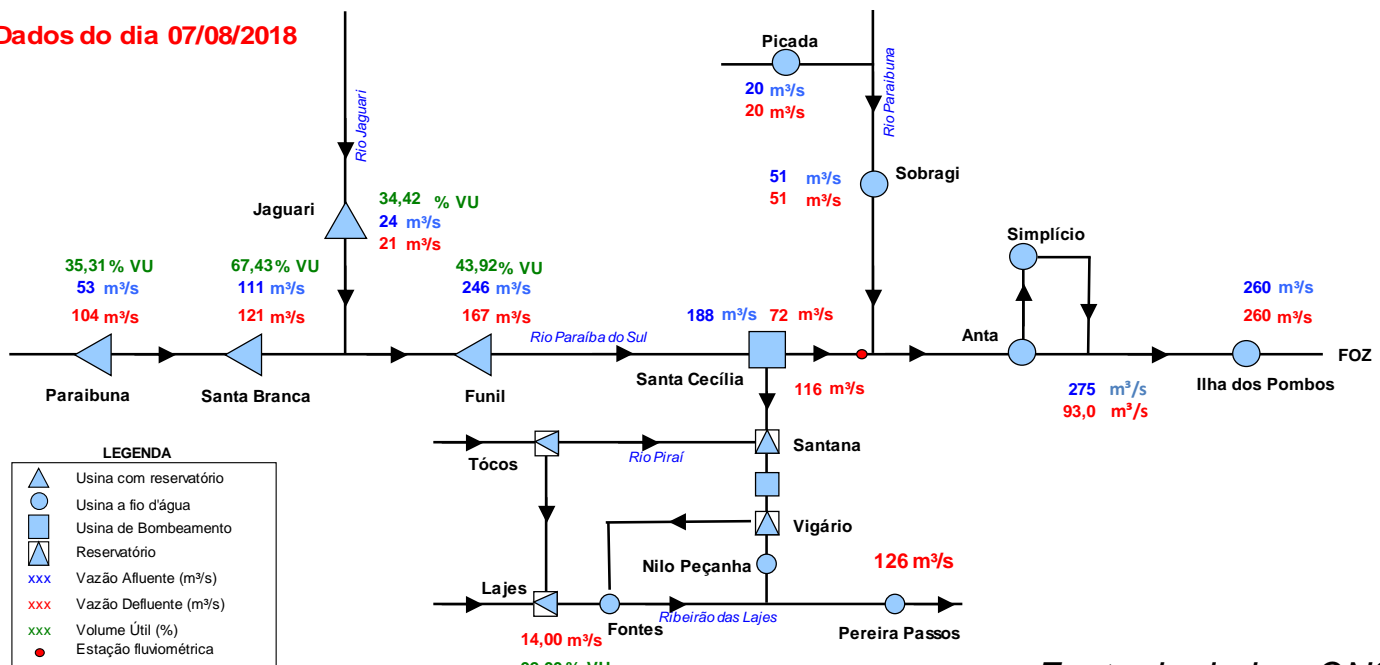 Dados do dia 07/08/2018
Picada
20 m³/s
20 m³/s
Rio Jaguari
Rio Paraibuna
51 m³/s
51 m³/s
Sobragi
Jaguari
34,42 % VU
24 m³/s
21 m³/s
Simplício
35,31 % VU
53 m³/s
104 m³/s
67,43 % VU
111 m³/s
121 m³/s
43,92 % VU
246 m³/s
167 m³/s
Rio Paraíba do Sul
188 m³/s 72 m³/s
260 m³/s
260 m³/s
Anta
FOZ
Paraibuna
Santa Branca
Funil
Santa Cecília
116 m³/s
275 m³/s
93,0 m³/s
Ilha dos Pombos
Tócos
Rio Piraí
Santana
Vigário
Nilo Peçanha
126 m³/s
Lajes
Fontes
Ribeirão das Lajes
Pereira Passos
14,00 m³/s
% VU
LEGENDA
Usina com reservatório
Usina a fio d'água
Usina de Bombeamento
Reservatório
xxx Vazão Afluente (m³/s)
xxx Vazão Defluente (m³/s)
xxx Volume Útil (%)
Estação fluviométrica